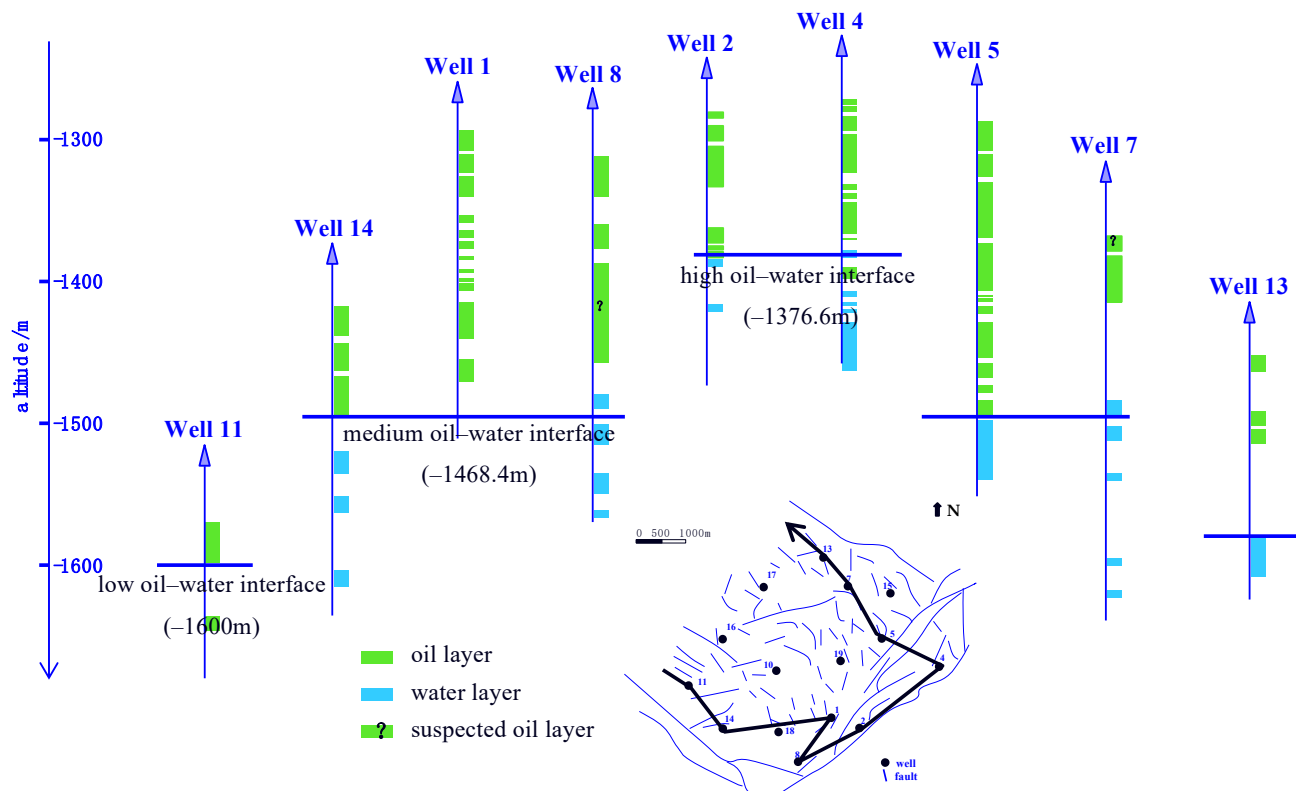 Well 4
Well 2
Well 5
Well 1
Well 8
–1300
Well 7
Well 14
?
–1400
high oil–water interface
Well 13
?
(–1376.6m)
altitude/m
–1500
Well 11
medium oil–water interface
(–1468.4m)
N
0 500 1000m
13
–1600
low oil–water interface
17
7
15
(–1600m)
16
5
oil layer
19
4
10
11
water layer
1
14
18
2
? suspected oil layer
8
well
fault